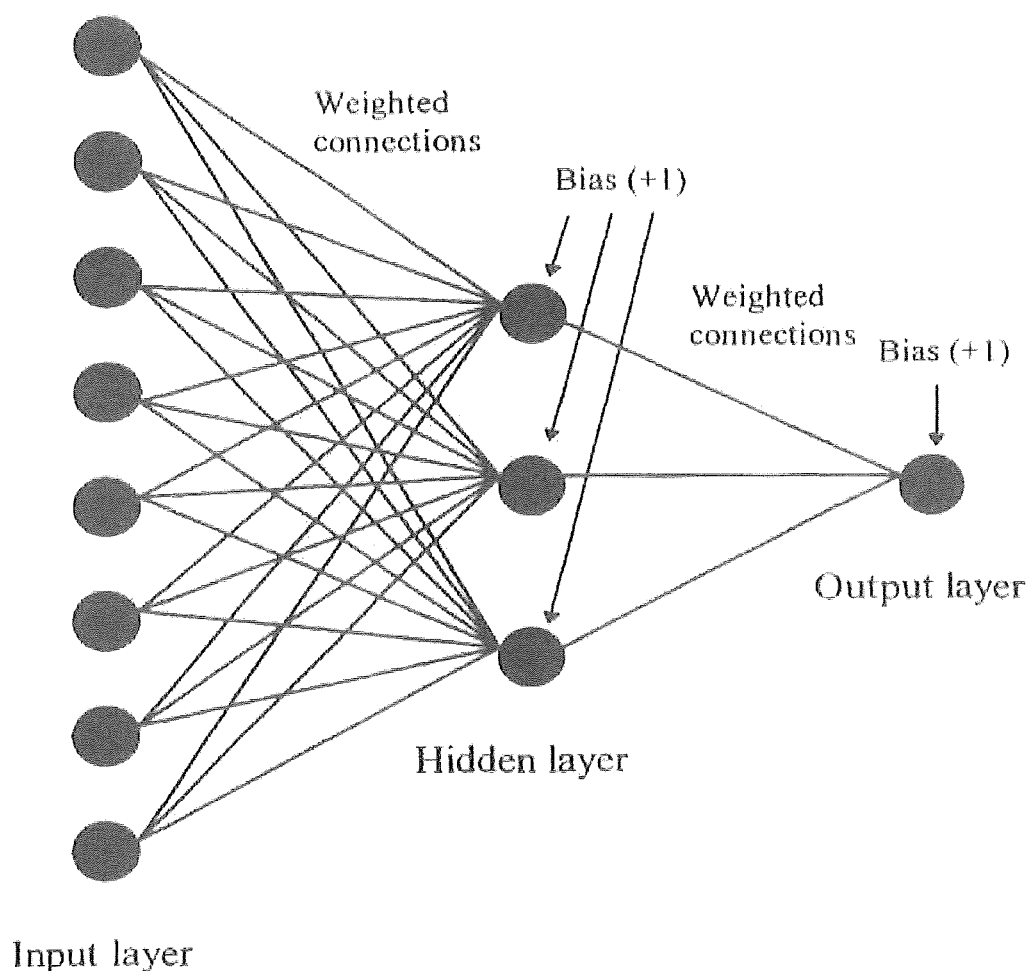 Weighted
connections
Bias (+1)
Weighted
connections
Bias (+1)
Output layer
Hidden layer
Input layer